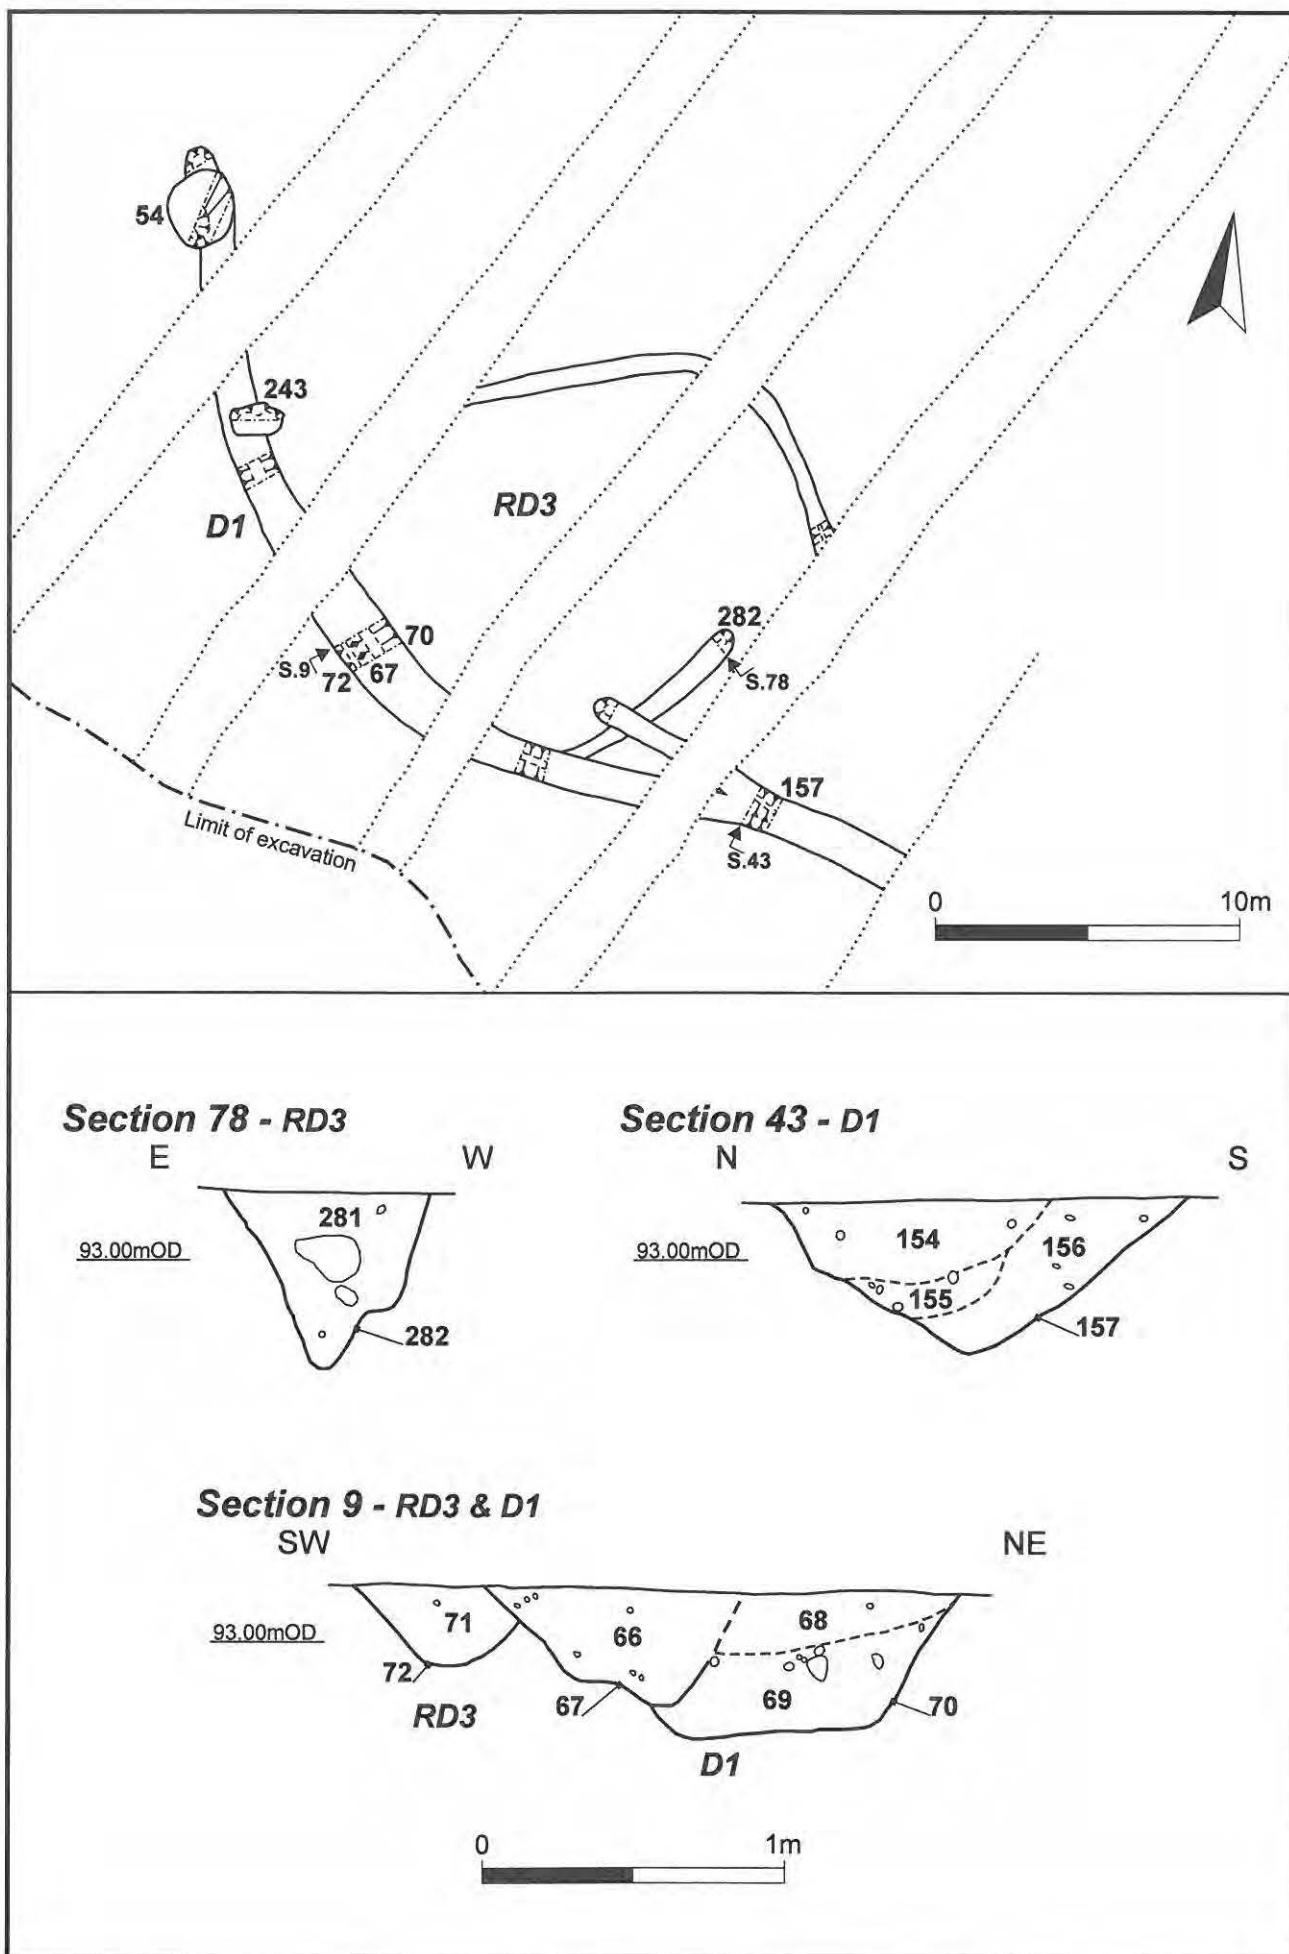 54
243
RD3
D1
282
70
S.9
72
67
S.78
157
Limit of excavation
S.43
0 10m
Section 78 - RD3
E W
281
93.00mOD
282
Section 43 - D1
N S
154
156
93.00mOD
155
157
Section 9 - RD3 & D1
SW NE
71
66
68
93.00mOD
72
67
69
70
RD3
D1
0 1m